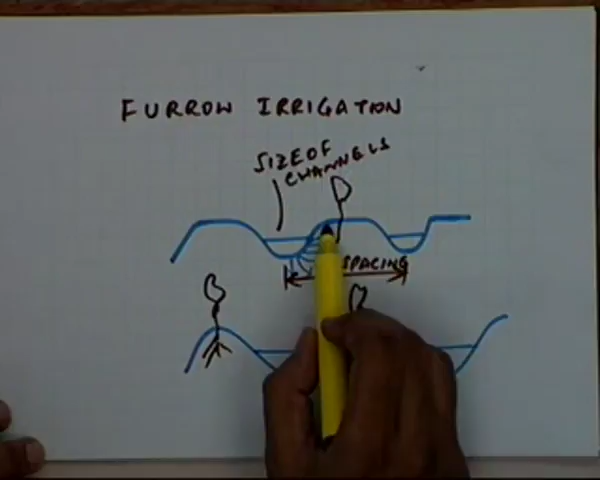 FURROW IRRIGATION
SIZE OF
CHANNELS
SPACING